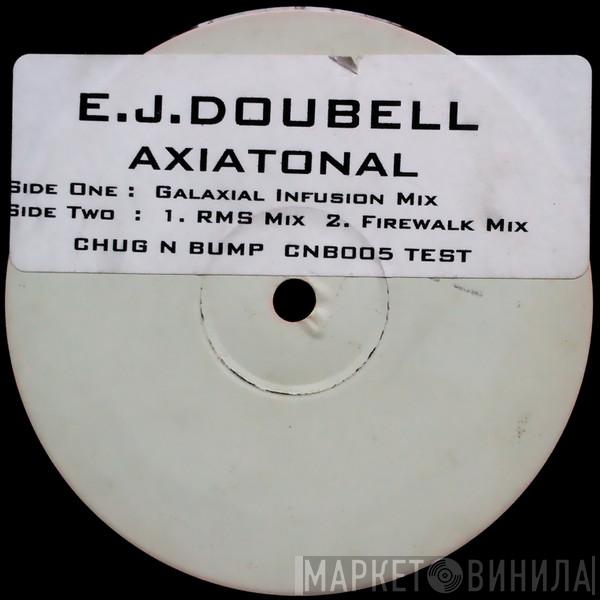 E.J.DOUBELL
AXIATONAL
SIDE ONE : GALAXIAL INFUSION MIX
SIDE TWO : 1. RMS MIX 2. FIREWALK MIX
CHUG N BUMP CNB005 TEST
МАРКЕТ ВИНИЛА